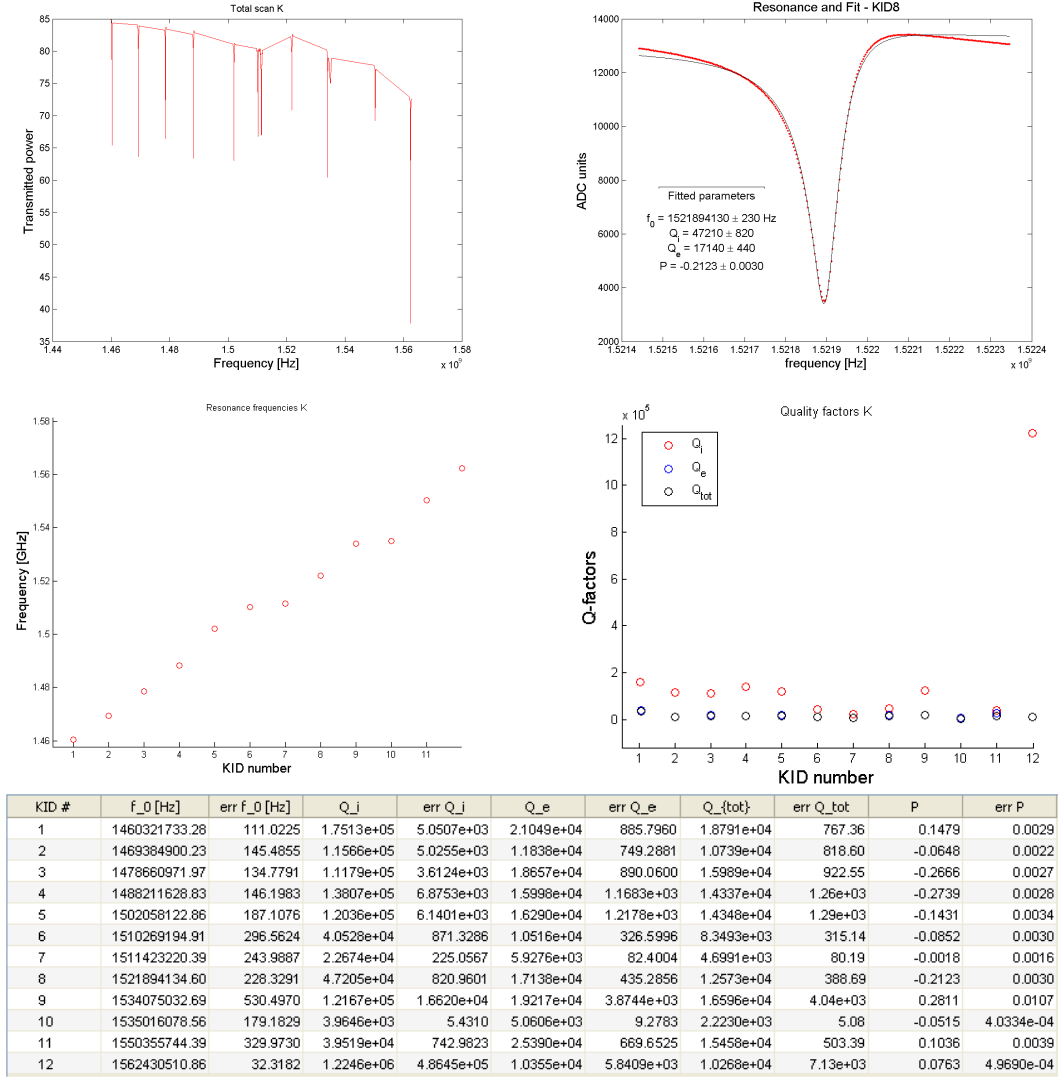 Total scan K
85
80
75
70
65
60
55
50
45
40
35
1.44
1.46
1.48
1.5
1.52
1.54
1.56
1.58
Transmitted power
Frequency [Hz]
x 10^9
Resonance and Fit - KID8
14000
12000
10000
8000
6000
4000
2000
ADC units
Fitted parameters
f_0 = 1521894130 ± 230 Hz
Q_i = 47210 ± 820
Q_e = 17140 ± 440
P = -0.2123 ± 0.0030
1.5214 1.5215 1.5216 1.5217 1.5218 1.5219 1.522 1.5221 1.5222 1.5223 1.5224
frequency [Hz]
x 10^9
Resonance frequencies K
1.58
1.56
1.54
1.52
1.5
1.48
1.46
Frequency [GHz]
1 2 3 4 5 6 7 8 9 10 11
KID number
Quality factors K
x 10^5
12
10
8
6
4
2
0
Q-factors
Q_i
Q_e
Q_tot
1 2 3 4 5 6 7 8 9 10 11 12
KID number
KID # f_0 [Hz] err f_0 [Hz] Q_i err Q_i Q_e err Q_e Q_{tot} err Q_tot P err P
1 1460321733.28 111.0225 1.7513e+05 5.0507e+03 2.1049e+04 885.7960 1.8791e+04 767.36 0.1479 0.0029
2 1469384900.23 145.4855 1.1566e+05 5.0255e+03 1.1838e+04 749.2881 1.0739e+04 818.60 -0.0648 0.0022
3 1478660971.97 134.7791 1.1179e+05 3.6124e+03 1.8657e+04 890.0600 1.5989e+04 922.55 -0.2666 0.0027
4 1488211628.83 146.1983 1.3807e+05 6.8753e+03 1.5998e+04 1.1683e+04 1.4337e+04 1.26e+03 -0.2739 0.0028
5 1502058122.86 187.1076 1.2036e+05 6.1401e+03 1.6290e+04 1.2178e+04 1.4348e+04 1.29e+03 -0.1431 0.0034
6 1510269194.91 296.5624 4.0528e+04 871.3286 1.0516e+04 326.5996 8.3493e+03 315.14 -0.0852 0.0030
7 1511423220.39 243.9887 2.2674e+04 225.0567 5.9276e+03 82.4004 4.6991e+03 80.19 -0.0018 0.0016
8 1521894134.60 228.3291 4.7205e+04 820.9601 1.7138e+04 435.2856 1.2573e+04 388.69 -0.2123 0.0030
9 1534075032.69 530.4970 1.2167e+05 1.6620e+04 1.9217e+04 3.8744e+03 1.6596e+04 4.04e+03 0.2811 0.0107
10 1535016078.56 179.1829 3.9646e+03 5.4310 5.0606e+03 9.2783 2.2230e+03 5.08 -0.0515 4.0334e-04
11 1550355744.39 329.9730 3.9519e+04 742.9823 2.5390e+04 669.6525 1.5458e+04 503.39 0.1036 0.0039
12 1562430510.86 32.3182 1.2246e+06 4.8645e+05 1.0355e+04 5.8409e+03 1.0268e+04 7.13e+03 0.0763 4.9690e-04